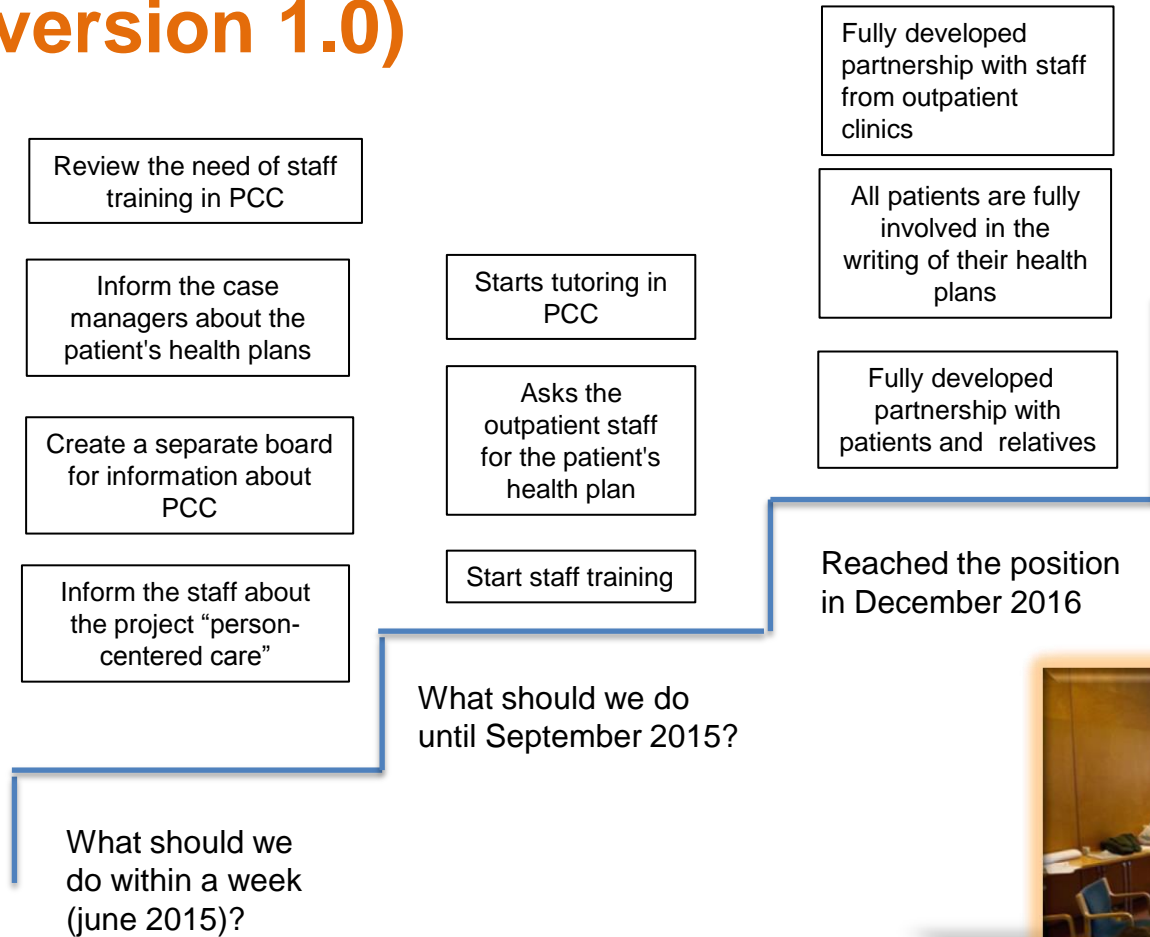 version 1.0)
Review the need of staff
training in PCC
Inform the case
managers about the
patient's health plans
Create a separate board
for information about
PCC
Inform the staff about
the project “person-
centered care”
What should we
do within a week
(june 2015)?
Starts tutoring in
PCC
Asks the
outpatient staff
for the patient's
health plan
Start staff training
What should we do
until September 2015?
Fully developed
partnership with staff
from outpatient
clinics
All patients are fully
involved in the
writing of their health
plans
Fully developed
partnership with
patients and relatives
Reached the position
in December 2016